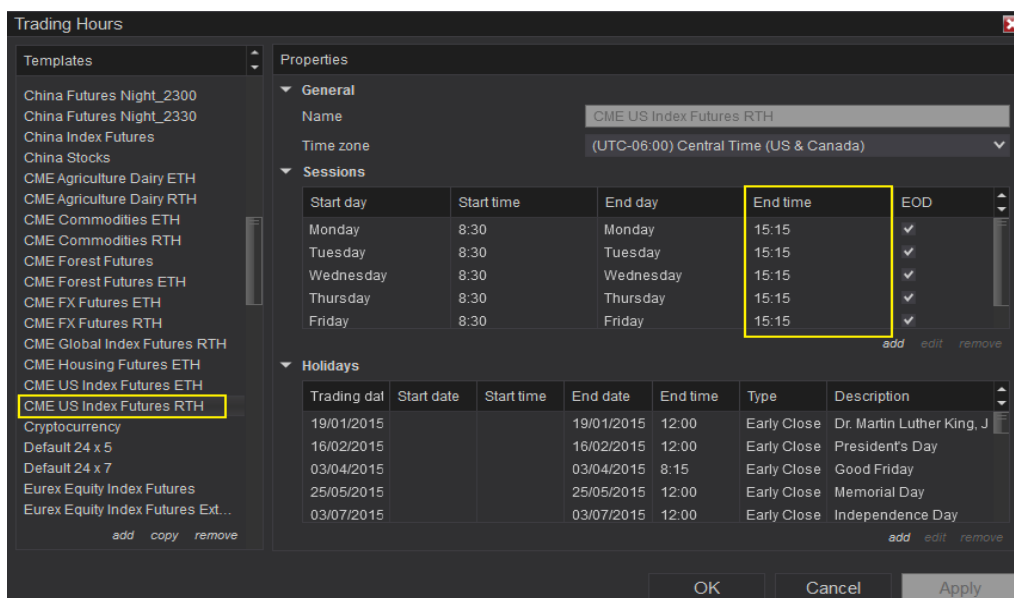 Trading Hours
Templates
China Futures Night_2300
China Futures Night_2330
China Index Futures
China Stocks
CME Agriculture Dairy ETH
CME Agriculture Dairy RTH
CME Commodities ETH
CME Commodities RTH
CME Forest Futures
CME Forest Futures ETH
CME FX Futures ETH
CME FX Futures RTH
CME Global Index Futures RTH
CME Housing Futures ETH
CME US Index Futures ETH
CME US Index Futures RTH
Cryptocurrency
Default 24 x 5
Default 24 x 7
Eurex Equity Index Futures
Eurex Equity Index Futures Ext...
add copy remove
Properties
General
Name CME US Index Futures RTH
Time zone (UTC-06:00) Central Time (US & Canada)
Sessions
Start day Start time End day End time EOD
Monday 8:30 Monday 15:15
Tuesday 8:30 Tuesday 15:15
Wednesday 8:30 Wednesday 15:15
Thursday 8:30 Thursday 15:15
Friday 8:30 Friday 15:15
add edit remove
Holidays
Trading dat Start date Start time End date End time Type Description
19/01/2015 19/01/2015 12:00 Early Close Dr. Martin Luther King, J
16/02/2015 16/02/2015 12:00 Early Close President's Day
03/04/2015 03/04/2015 8:15 Early Close Good Friday
25/05/2015 25/05/2015 12:00 Early Close Memorial Day
03/07/2015 03/07/2015 12:00 Early Close Independence Day
add edit remove
OK Cancel Apply